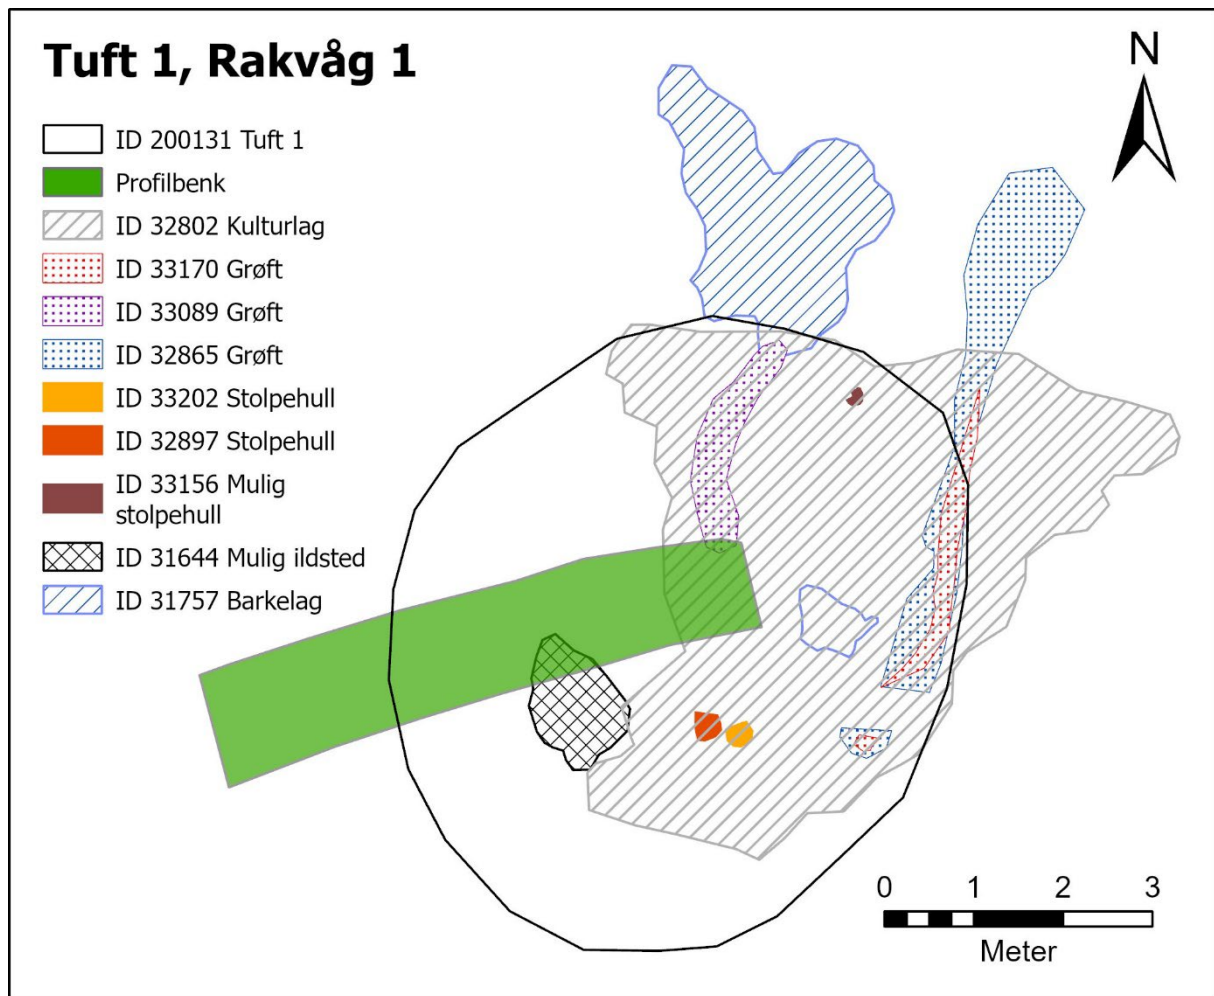 Tuft 1, Rakvåg 1
N
ID 200131 Tuft 1
Profilbenk
ID 32802 Kulturlag
ID 33170 Grøft
ID 33089 Grøft
ID 32865 Grøft
ID 33202 Stolpehull
ID 32897 Stolpehull
ID 33156 Mulig
stolpehull
ID 31644 Mulig ildsted
ID 31757 Barkelag
0 1 2 3
Meter